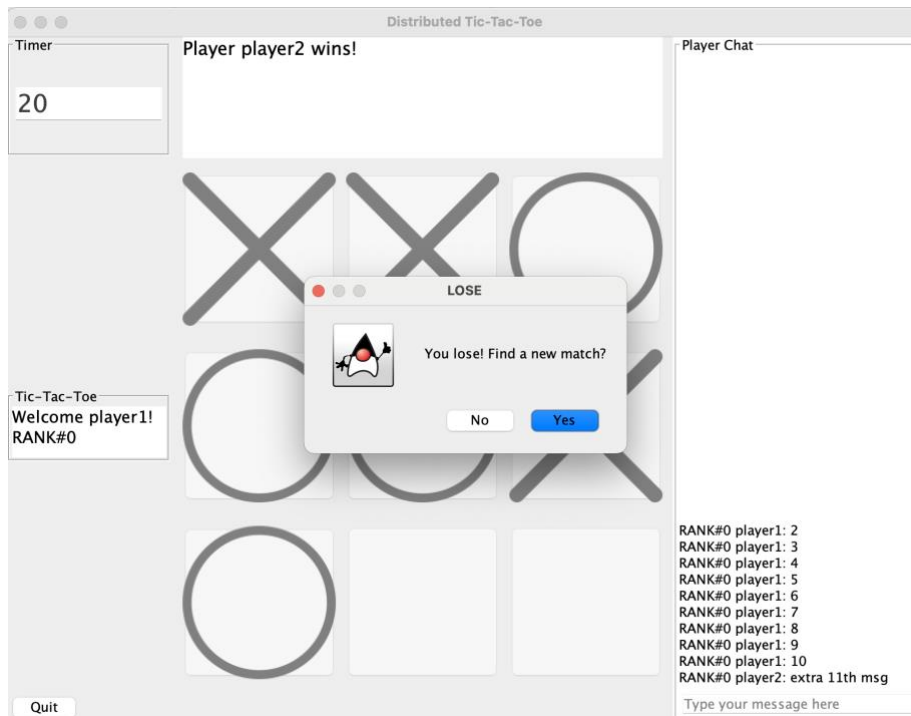 Distributed Tic-Tac-Toe
Timer
20
Player player2 wins!
Player Chat
LOSE
You lose! Find a new match?
No
Yes
Tic-Tac-Toe
Welcome player1!
RANK#0
RANK#0 player1: 2
RANK#0 player1: 3
RANK#0 player1: 4
RANK#0 player1: 5
RANK#0 player1: 6
RANK#0 player1: 7
RANK#0 player1: 8
RANK#0 player1: 9
RANK#0 player1: 10
RANK#0 player2: extra 11th msg
Quit
Type your message here